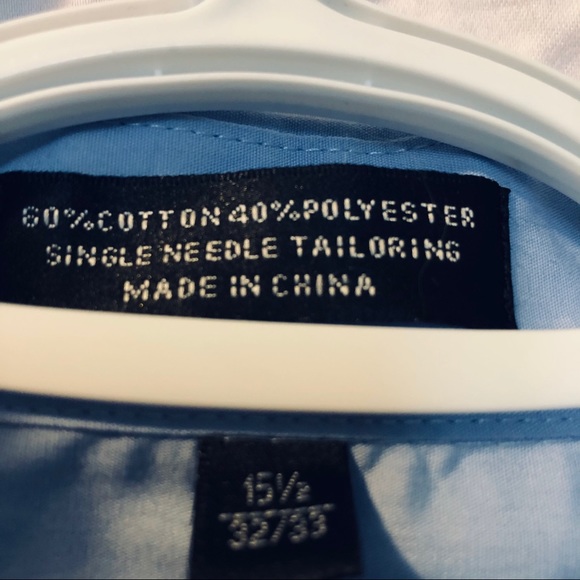 60%COTTON 40%POLYESTER
SINGLE NEEDLE TAILORING
MADE IN CHINA
15½
32/33